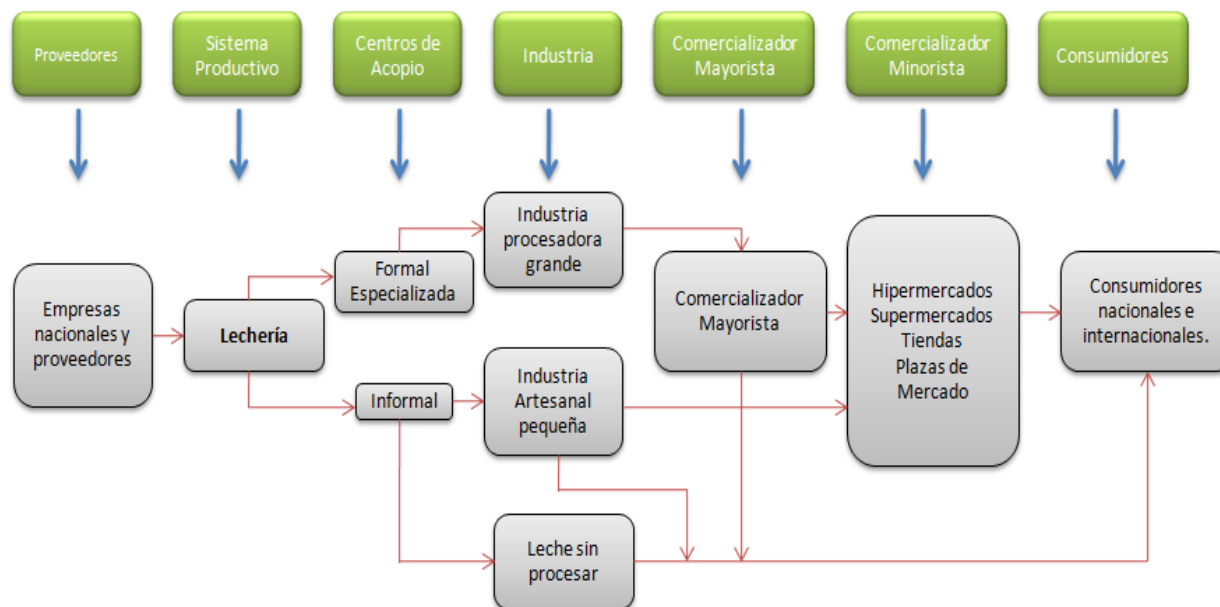 Proveedores
Sistema
Productivo
Centros de
Acopio
Industria
Comercializador
Mayorista
Comercializador
Minorista
Consumidores
Empresas
nacionales y
proveedores
Lechería
Formal
Especializada
Informal
Industria
procesadora
grande
Industria
Artesanal
pequeña
Leche sin
procesar
Comercializador
Mayorista
Hipermercados
Supermercados
Tiendas
Plazas de
Mercado
Consumidores
nacionales e
internacionales.